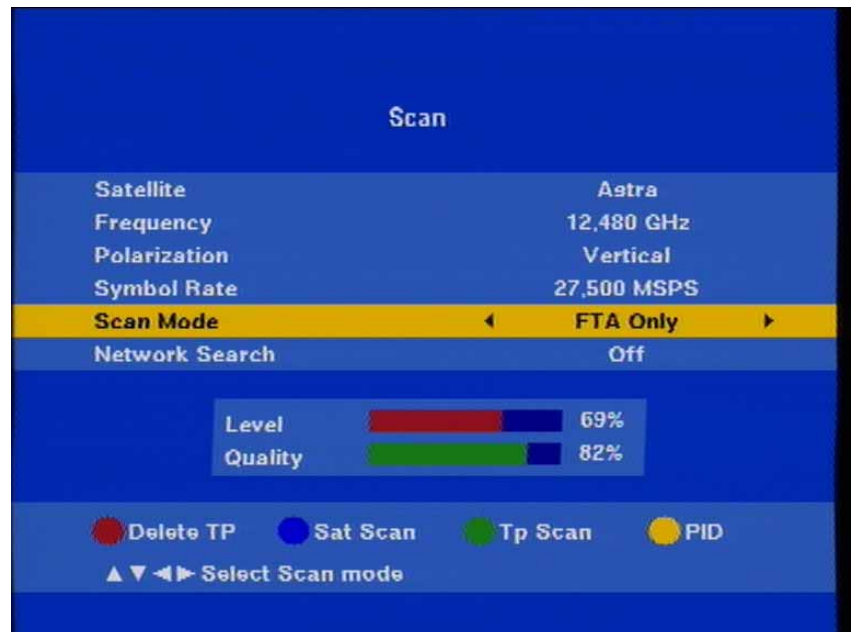 Scan
Satellite Astra
Frequency 12,480 GHz
Polarization Vertical
Symbol Rate 27,500 MSPS
Scan Mode FTA Only
Network Search Off
Level 69%
Quality 82%
Delete TP Sat Scan Tp Scan PID
Select Scan mode